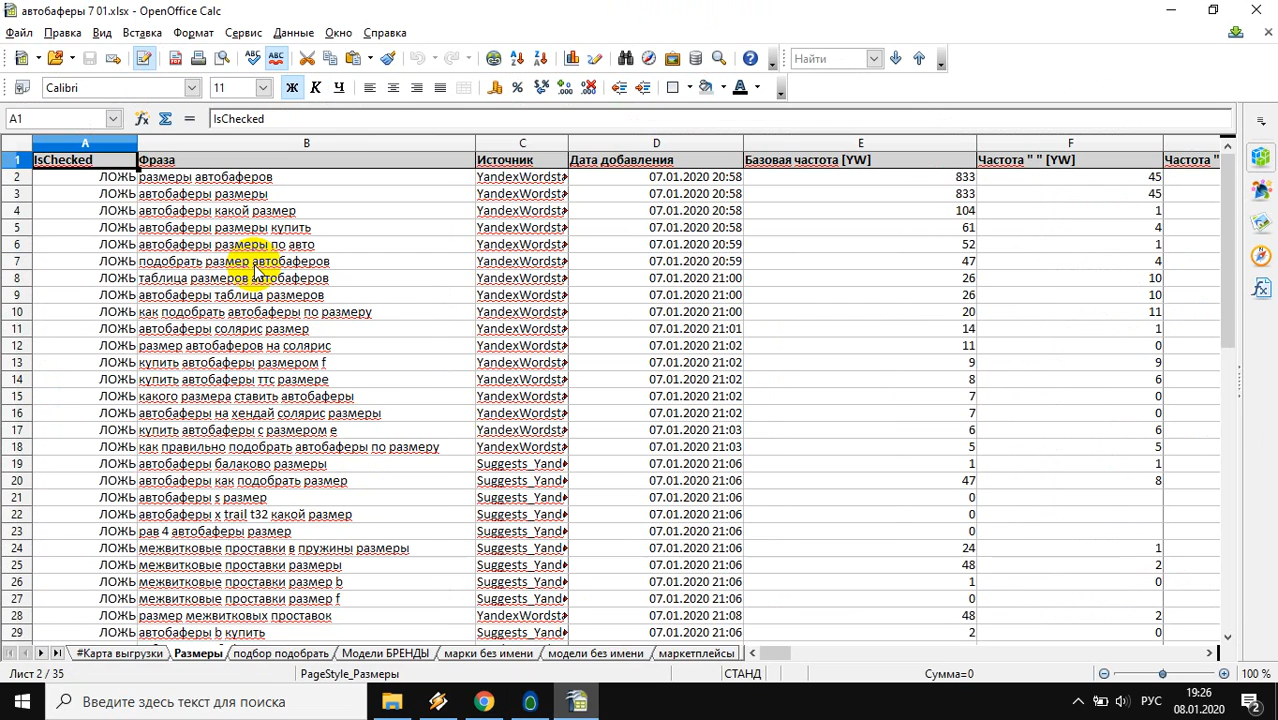 автобаферы 7 01.xlsx - OpenOffice Calc
Файл Правка Вид Вставка Формат Сервис Данные Окно Справка
Найти
Calibri 11 Ж К Ч
A1 IsChecked
A B C D E F
1 IsChecked Фраза Источник Дата добавления Базовая частота [YW] Частота " " [YW] Частота "
2 ЛОЖЬ размеры автобаферов YandexWordsta 07.01.2020 20:58 833 45
3 ЛОЖЬ автобаферы размеры YandexWordsta 07.01.2020 20:58 833 45
4 ЛОЖЬ автобаферы какой размер YandexWordsta 07.01.2020 20:58 104 1
5 ЛОЖЬ автобаферы размеры купить YandexWordsta 07.01.2020 20:58 61 4
6 ЛОЖЬ автобаферы размеры по авто YandexWordsta 07.01.2020 20:59 52 1
7 ЛОЖЬ подобрать размер автобаферов YandexWordsta 07.01.2020 20:59 47 4
8 ЛОЖЬ таблица размеров автобаферов YandexWordsta 07.01.2020 21:00 26 10
9 ЛОЖЬ автобаферы таблица размеров YandexWordsta 07.01.2020 21:00 26 10
10 ЛОЖЬ как подобрать автобаферы по размеру YandexWordsta 07.01.2020 21:00 20 11
11 ЛОЖЬ автобаферы солярис размер YandexWordsta 07.01.2020 21:01 14 1
12 ЛОЖЬ размер автобаферов на солярис YandexWordsta 07.01.2020 21:02 11 0
13 ЛОЖЬ купить автобаферы размером f YandexWordsta 07.01.2020 21:02 9 9
14 ЛОЖЬ купить автобаферы ттс размере YandexWordsta 07.01.2020 21:02 8 6
15 ЛОЖЬ какого размера ставить автобаферы YandexWordsta 07.01.2020 21:02 7 0
16 ЛОЖЬ автобаферы на хендай солярис размеры YandexWordsta 07.01.2020 21:02 7 0
17 ЛОЖЬ купить автобаферы с размером е YandexWordsta 07.01.2020 21:03 6 6
18 ЛОЖЬ как правильно подобрать автобаферы по размеру YandexWordsta 07.01.2020 21:03 5 5
19 ЛОЖЬ автобаферы балаково размеры Suggests_Yand 07.01.2020 21:06 1 1
20 ЛОЖЬ автобаферы как подобрать размер Suggests_Yand 07.01.2020 21:06 47 8
21 ЛОЖЬ автобаферы s размер Suggests_Yand 07.01.2020 21:06 0
22 ЛОЖЬ автобаферы x trail t32 какой размер Suggests_Yand 07.01.2020 21:06 0
23 ЛОЖЬ рав 4 автобаферы размер Suggests_Yand 07.01.2020 21:06 0
24 ЛОЖЬ межвитковые проставки в пружины размеры Suggests_Yand 07.01.2020 21:06 24 1
25 ЛОЖЬ межвитковые проставки размеры Suggests_Yand 07.01.2020 21:06 48 2
26 ЛОЖЬ межвитковые проставки размер b Suggests_Yand 07.01.2020 21:06 1 0
27 ЛОЖЬ межвитковые проставки размер f Suggests_Yand 07.01.2020 21:06 0
28 ЛОЖЬ размер межвитковых проставок YandexWordsta 07.01.2020 21:08 48 2
29 ЛОЖЬ автобаферы b купить Suggests_Yand 07.01.2020 21:06 2 0
#Карта выгрузки Размеры подбор подобрать Модели БРЕНДЫ марки без имени модели без имени маркетплейсы
Лист 2 / 35 PageStyle_Размеры СТАНД Сумма=0 100 %
Введите здесь текст для поиска РУС 19:26
08.01.2020 2